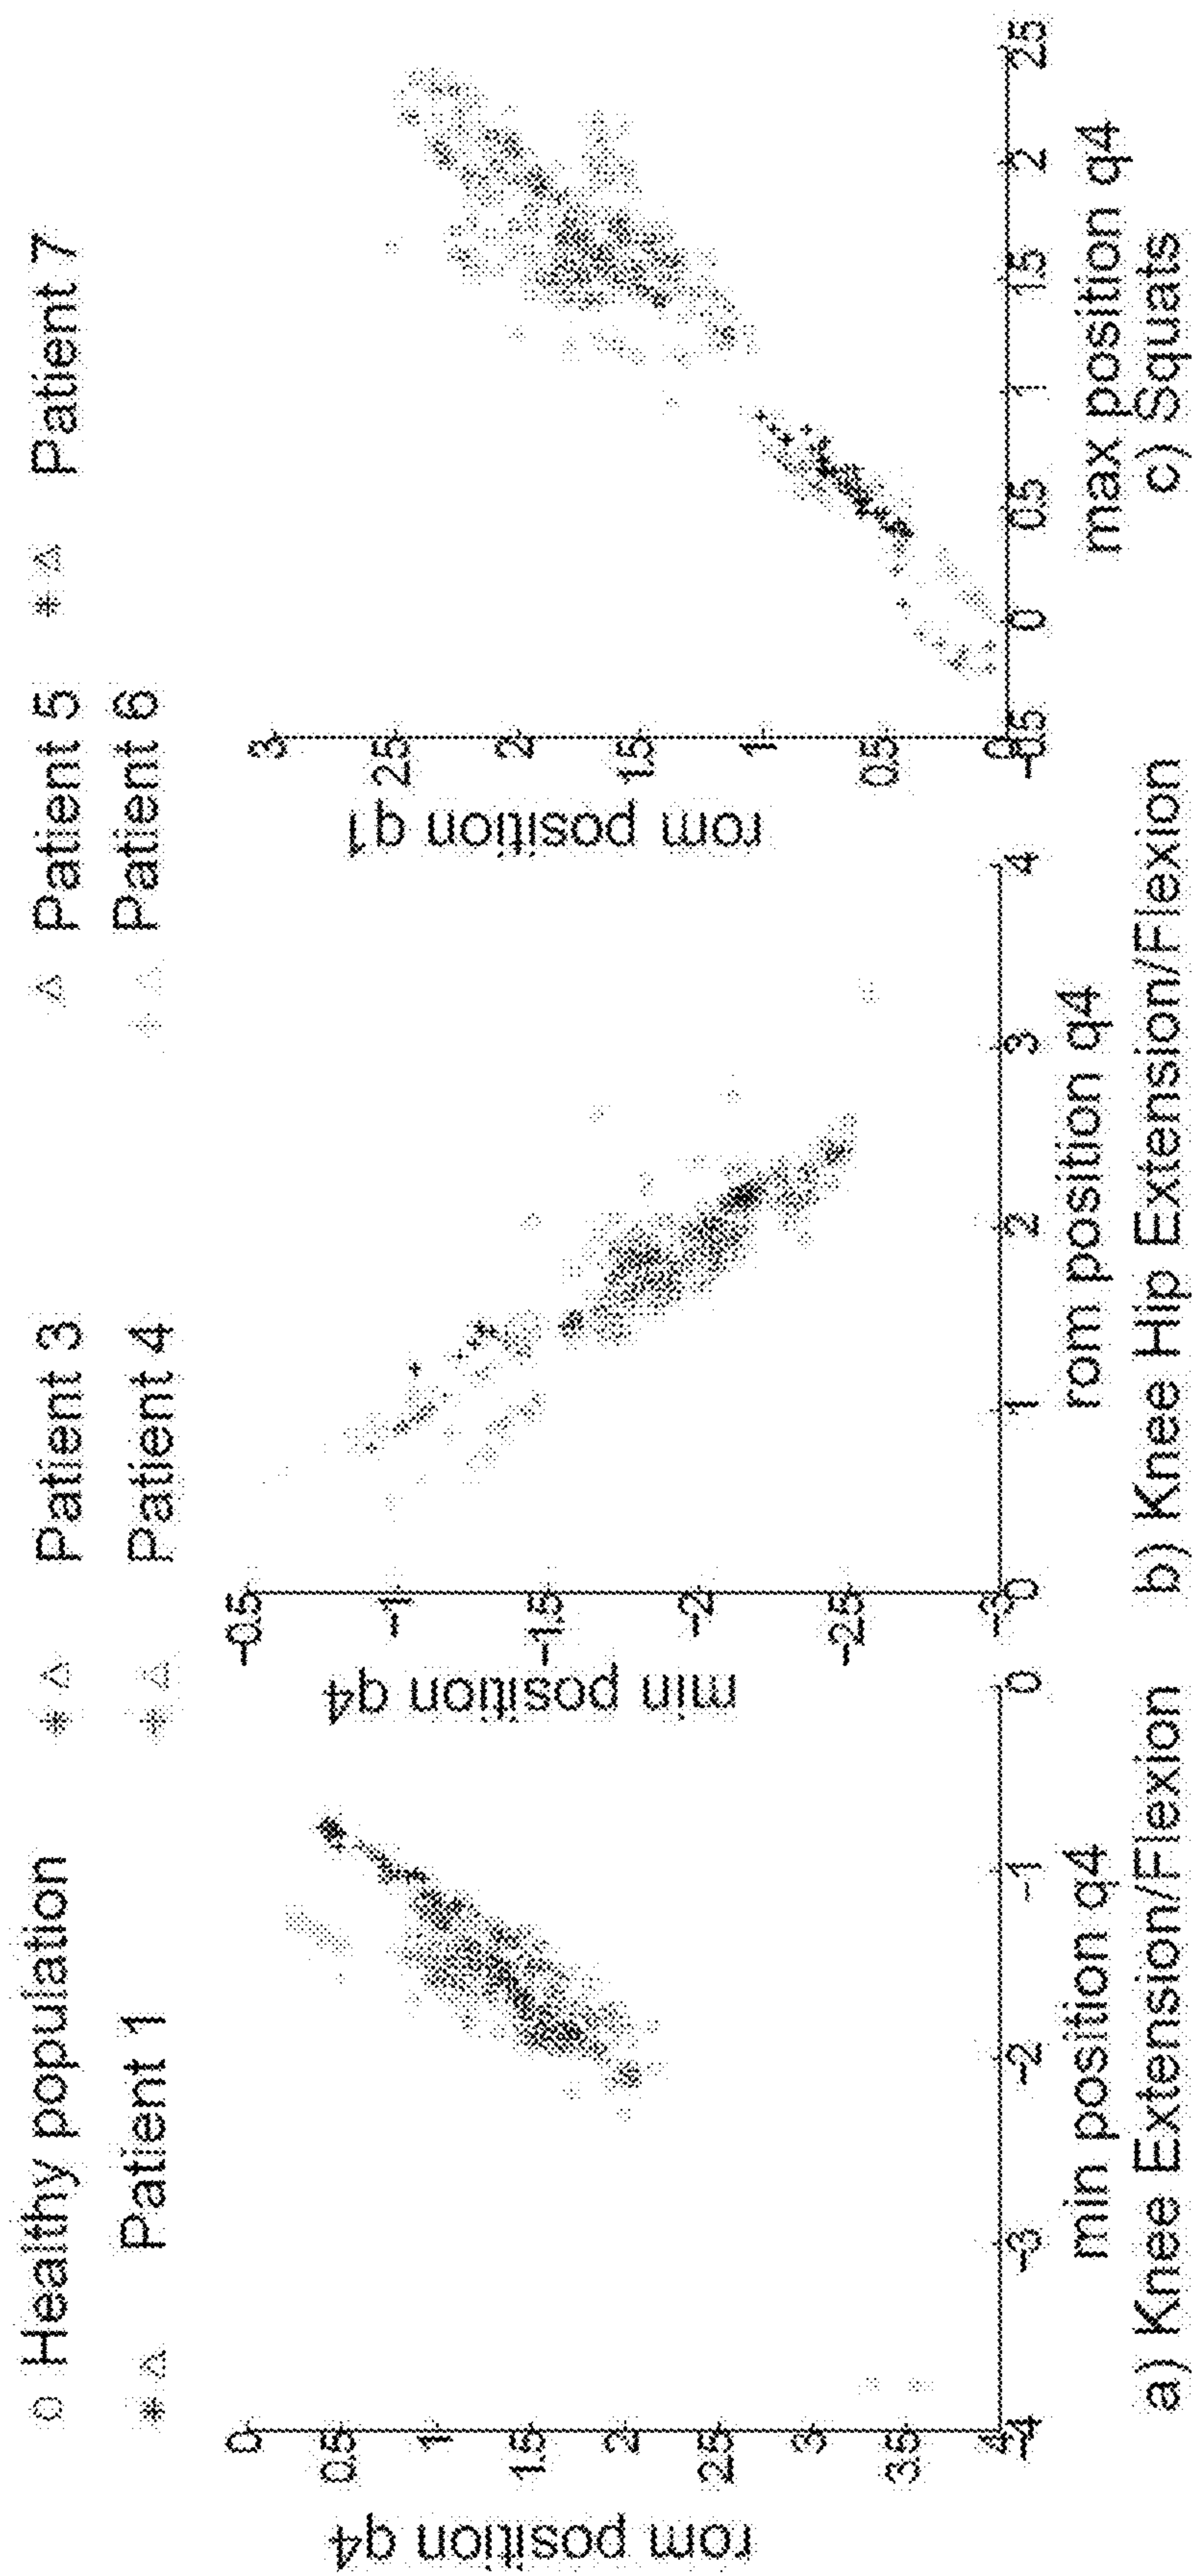 Healthy population
Patient 1
Patient 3
Patient 4
Patient 5
Patient 6
Patient 7
rom position q4
0
0.5
1
1.5
2
2.5
3
3.5
4
-4
-3
-2
-1
0
min position q4
a) Knee Extension/Flexion
min position q4
-0.5
-1
-1.5
-2
-2.5
-3
0
1
2
3
4
rom position q4
b) Knee Hip Extension/Flexion
rom position q1
3
2.5
2
1.5
1
0.5
0
-0.5
0
0.5
1
1.5
2
2.5
max position q4
c) Squats